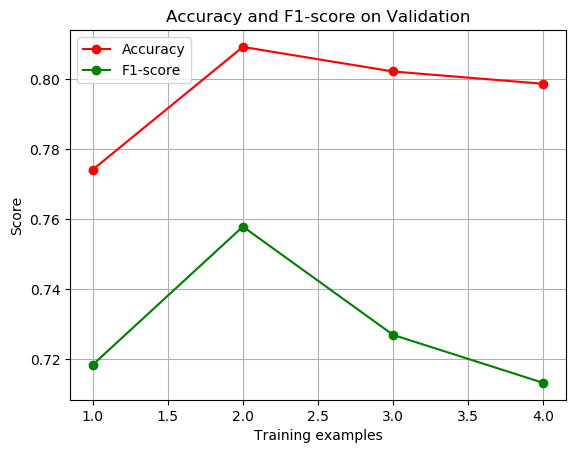 Accuracy and F1-score on Validation
Accuracy
F1-score
0.80
0.78
0.76
0.74
0.72
Score
1.0 1.5 2.0 2.5 3.0 3.5 4.0
Training examples